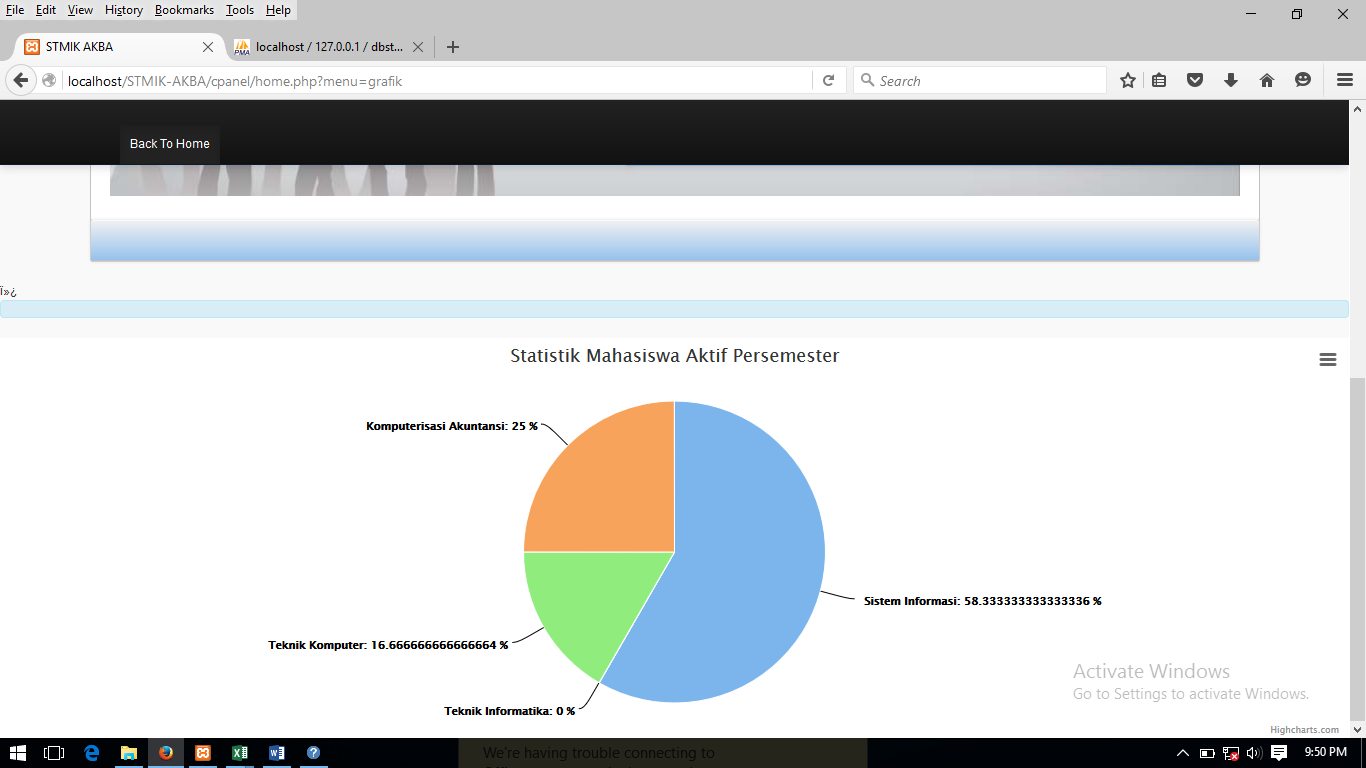 File Edit View History Bookmarks Tools Help
STMIK AKBA
localhost / 127.0.0.1 / dbst...
localhost/STMIK-AKBA/cpanel/home.php?menu=grafik
Search
Back To Home
ï»¿
Statistik Mahasiswa Aktif Persemester
Komputerisasi Akuntansi: 25 %
Sistem Informasi: 58.333333333333336 %
Teknik Komputer: 16.666666666666664 %
Teknik Informatika: 0 %
Activate Windows
Go to Settings to activate Windows.
Highcharts.com
We're having trouble connecting to
9:50 PM